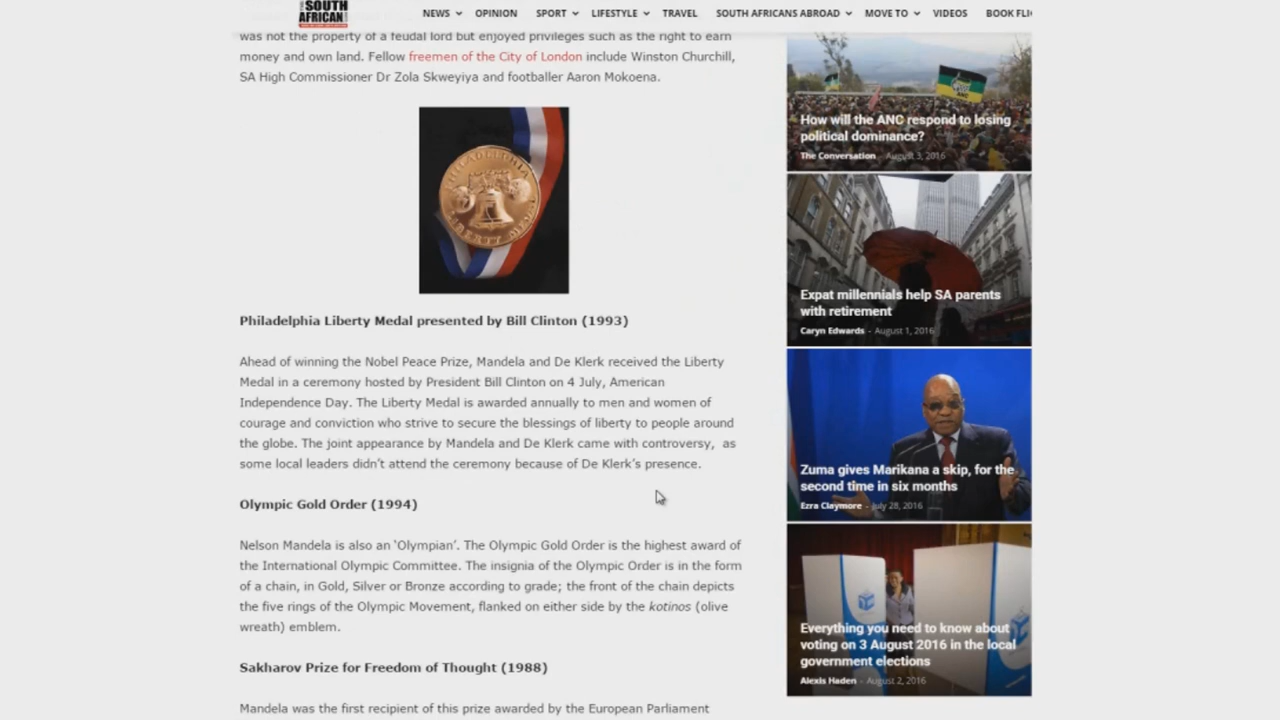 THE
SOUTH
AFRICAN
NEWS
OPINION
SPORT
LIFESTYLE
TRAVEL
SOUTH AFRICANS ABROAD
MOVE TO
VIDEOS
BOOK FLI
was not the property of a feudal lord but enjoyed privileges such as the right to earn
money and own land. Fellow freemen of the City of London include Winston Churchill,
SA High Commissioner Dr Zola Skweyiya and footballer Aaron Mokoena.
PHILADELPHIA
LIBERTY MEDAL
Philadelphia Liberty Medal presented by Bill Clinton (1993)
Ahead of winning the Nobel Peace Prize, Mandela and De Klerk received the Liberty
Medal in a ceremony hosted by President Bill Clinton on 4 July, American
Independence Day. The Liberty Medal is awarded annually to men and women of
courage and conviction who strive to secure the blessings of liberty to people around
the globe. The joint appearance by Mandela and De Klerk came with controversy,  as
some local leaders didn’t attend the ceremony because of De Klerk’s presence.
Olympic Gold Order (1994)
Nelson Mandela is also an ‘Olympian’. The Olympic Gold Order is the highest award of
the International Olympic Committee. The insignia of the Olympic Order is in the form
of a chain, in Gold, Silver or Bronze according to grade; the front of the chain depicts
the five rings of the Olympic Movement, flanked on either side by the kotinos (olive
wreath) emblem.
Sakharov Prize for Freedom of Thought (1988)
Mandela was the first recipient of this prize awarded by the European Parliament
ANC
How will the ANC respond to losing
political dominance?
The Conversation - August 3, 2016
Expat millennials help SA parents
with retirement
Caryn Edwards - August 1, 2016
Zuma gives Marikana a skip, for the
second time in six months
Ezra Claymore - July 28, 2016
Everything you need to know about
voting on 3 August 2016 in the local
government elections
Alexis Haden - August 2, 2016